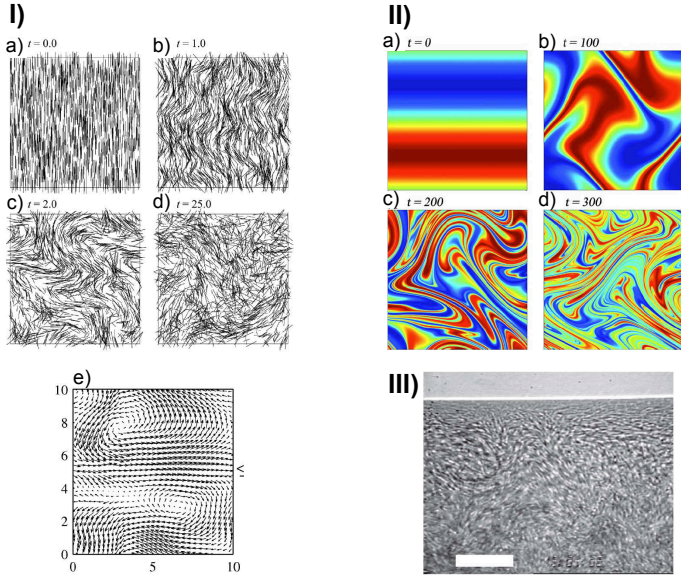 I)
a) t = 0.0
b) t = 1.0
c) t = 2.0
d) t = 25.0
e)
10
8
6
4
2
0
0
5
10
II)
a) t=0
b) t=100
c) t=200
d) t=300
III)